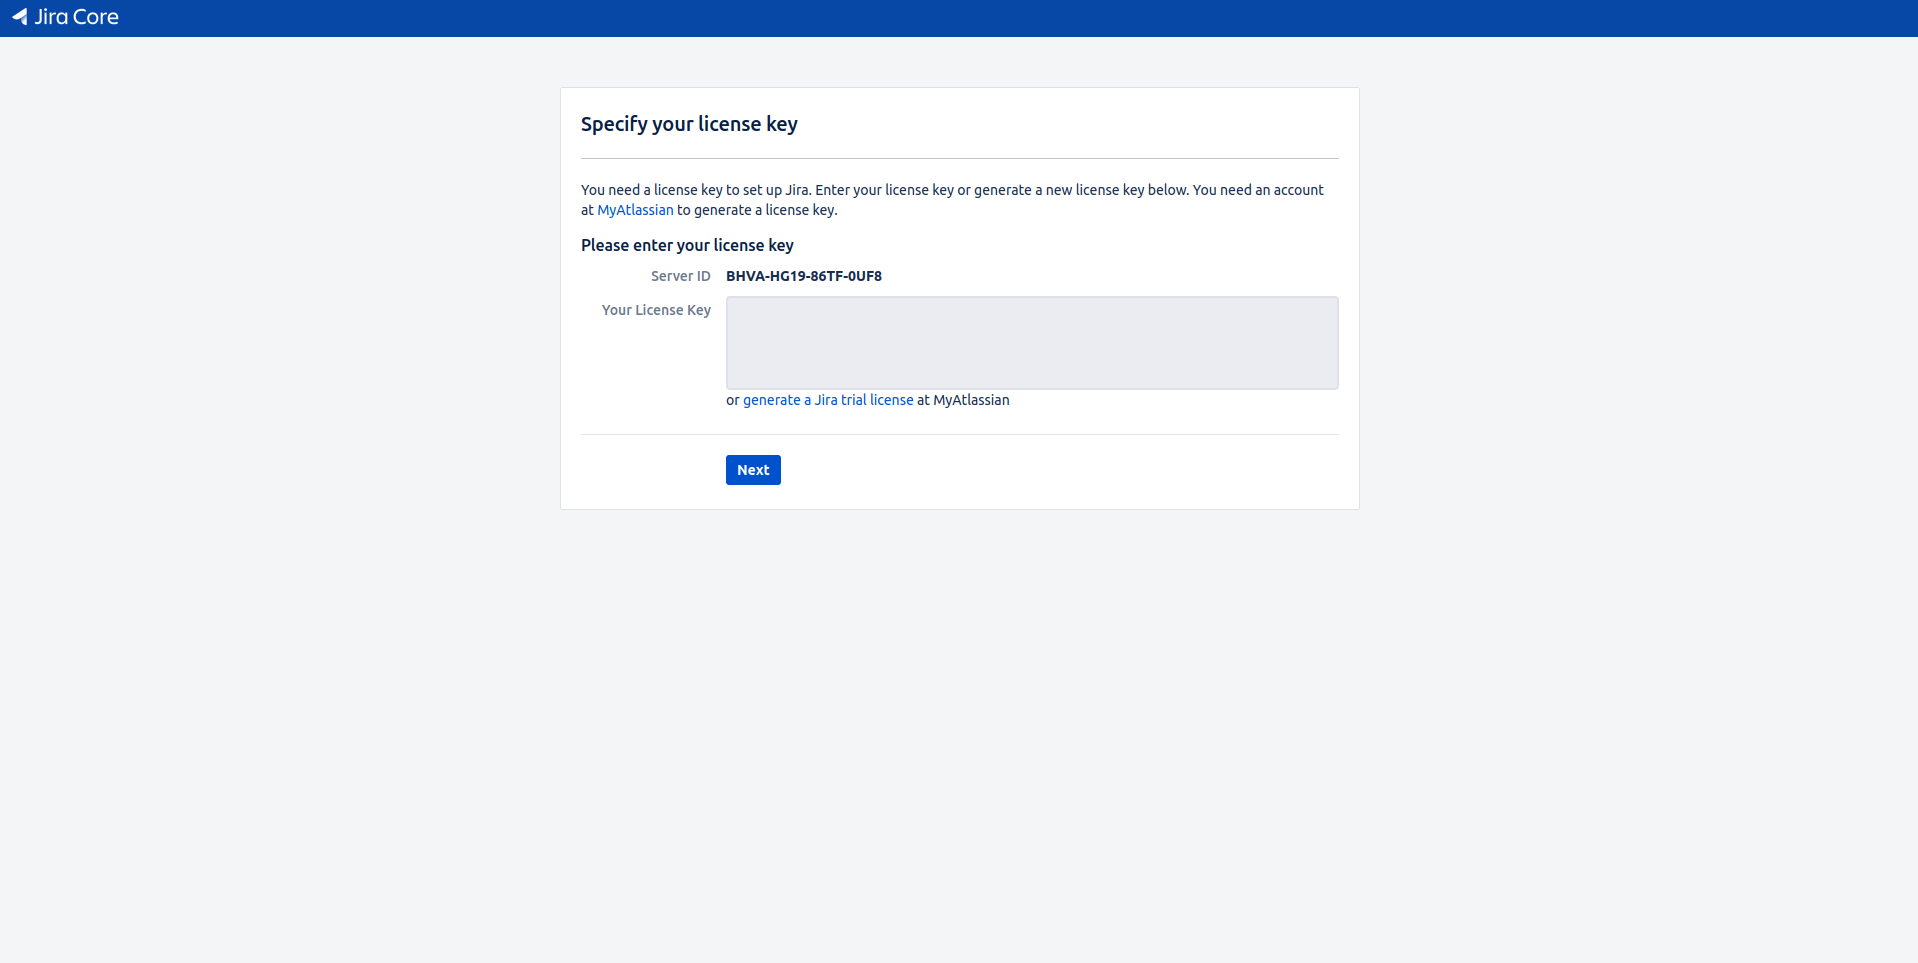 Jira Core
Specify your license key
You need a license key to set up Jira. Enter your license key or generate a new license key below. You need an account
at MyAtlassian to generate a license key.
Please enter your license key
Server ID BHVA-HG19-86TF-0UF8
Your License Key
or generate a Jira trial license at MyAtlassian
Next